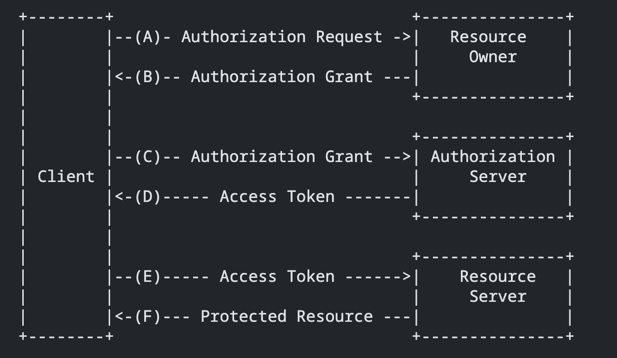 +--------+                               +---------------+
|        |--(A)- Authorization Request ->|   Resource    |
|        |                               |     Owner     |
|        |<-(B)-- Authorization Grant ---|               |
|        |                               +---------------+
|        |
|        |                               +---------------+
|        |--(C)-- Authorization Grant -->| Authorization |
| Client |                               |     Server    |
|        |<-(D)----- Access Token -------|               |
|        |                               +---------------+
|        |
|        |                               +---------------+
|        |--(E)----- Access Token ------>|    Resource   |
|        |                               |     Server    |
|        |<-(F)--- Protected Resource ---|               |
+--------+                               +---------------+